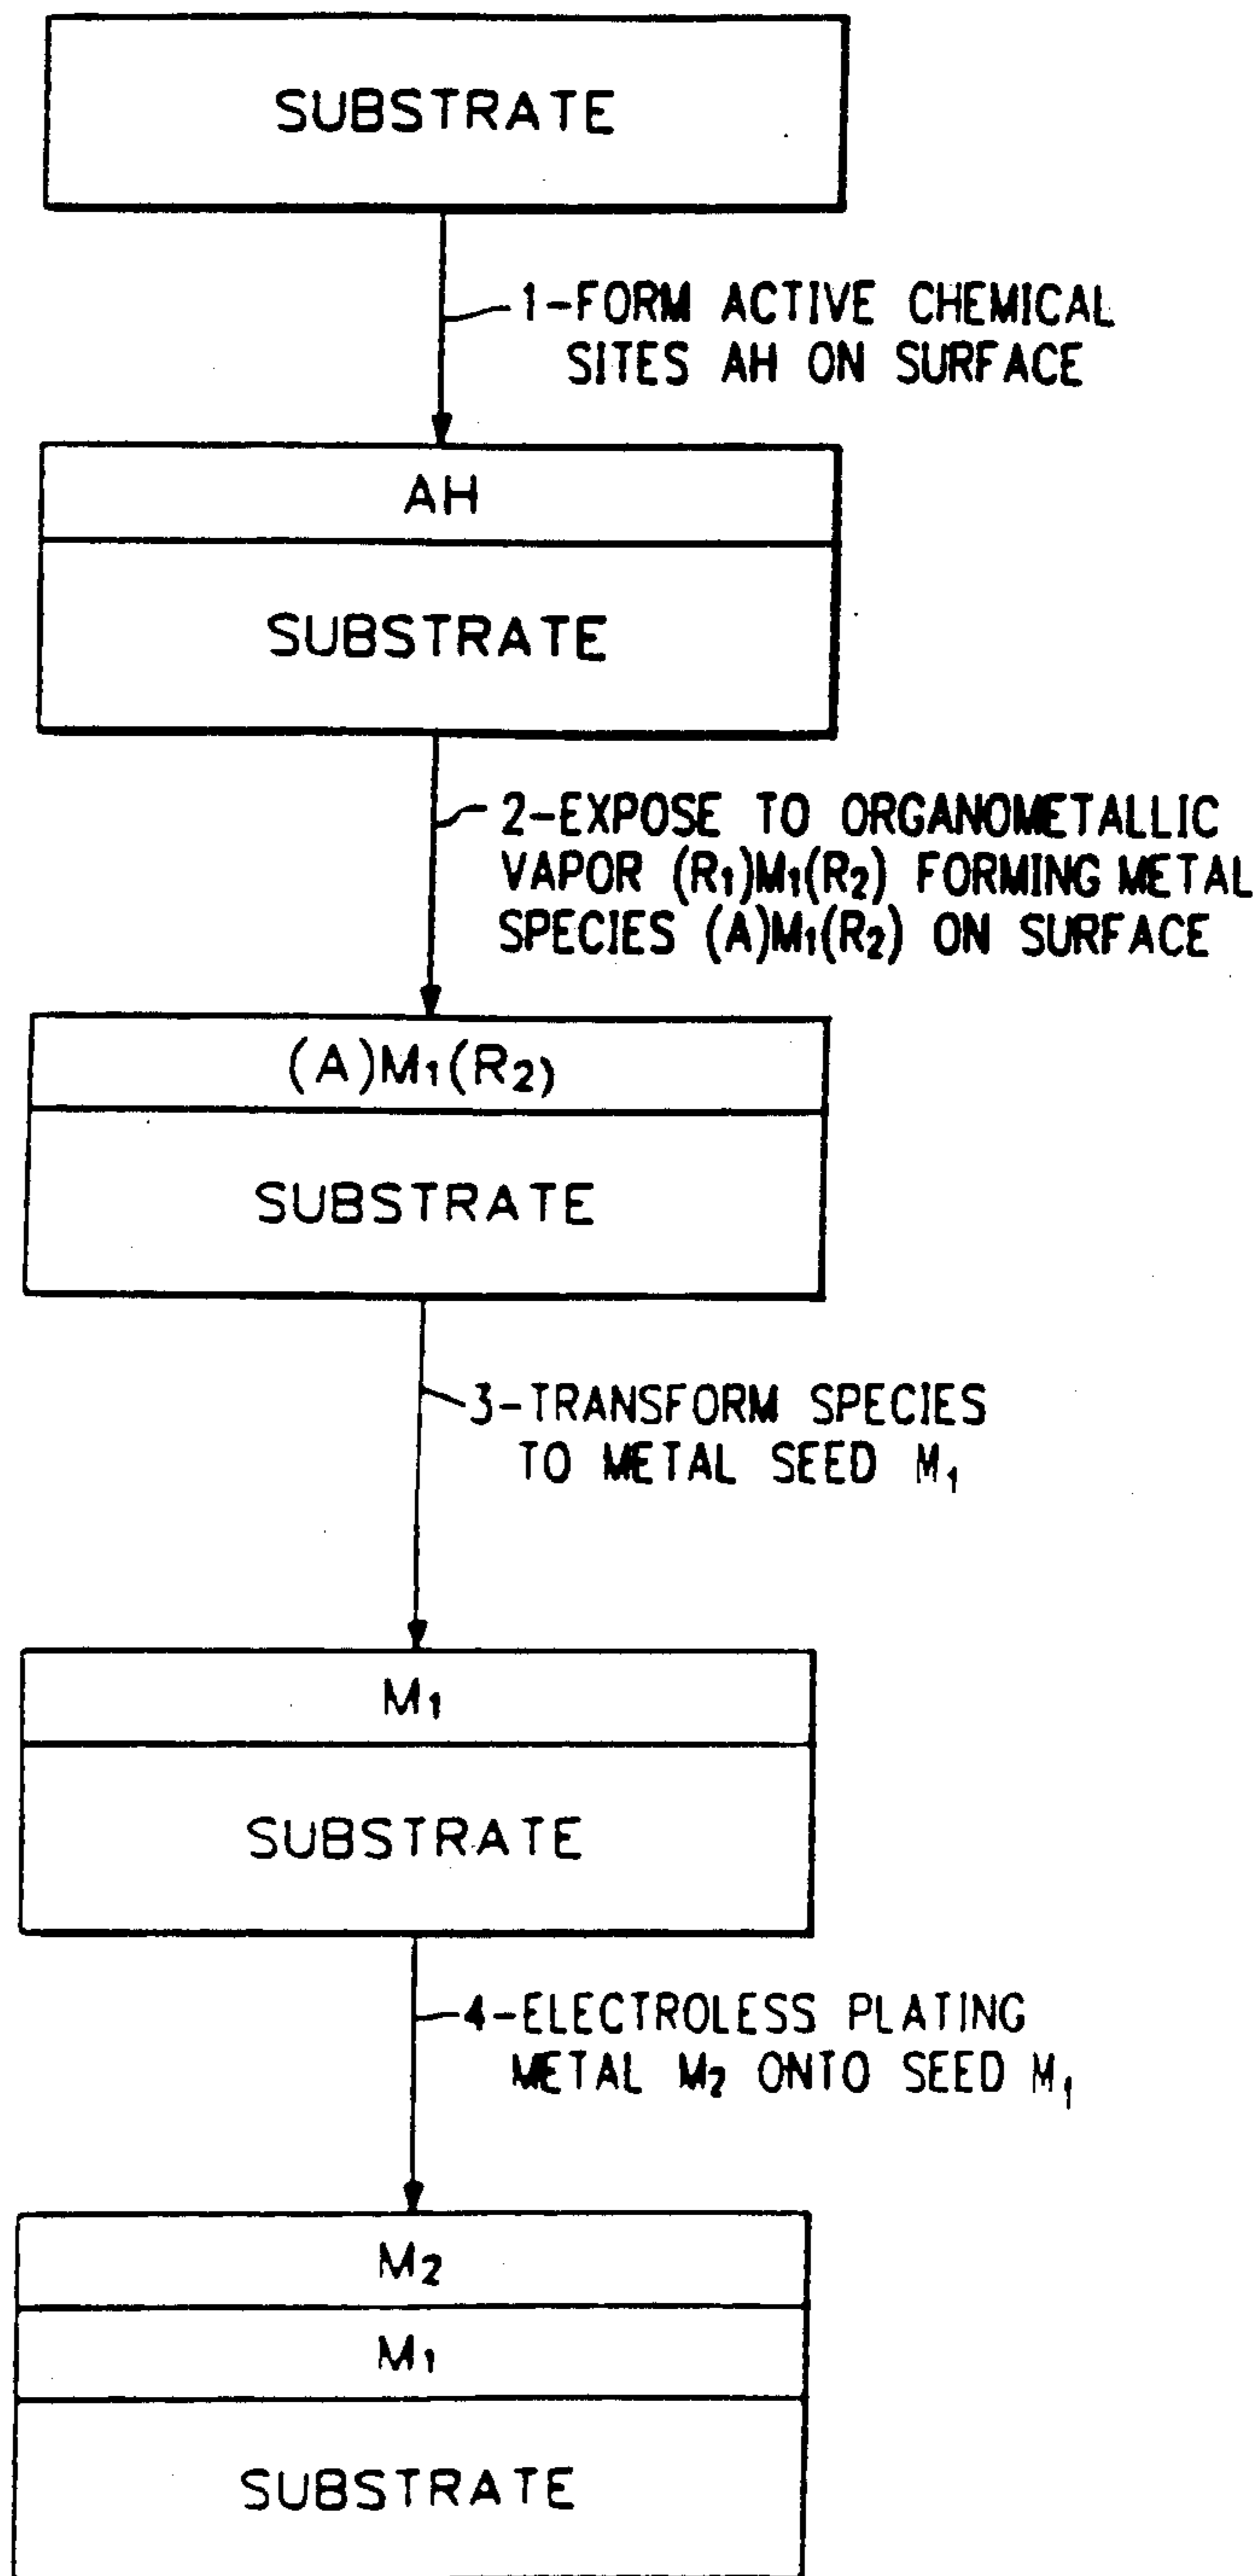 SUBSTRATE
1-FORM ACTIVE CHEMICAL
SITES AH ON SURFACE
AH
SUBSTRATE
2-EXPOSE TO ORGANOMETALLIC
VAPOR (R₁)M₁(R₂) FORMING METAL
SPECIES (A)M₁(R₂) ON SURFACE
(A)M₁(R₂)
SUBSTRATE
3-TRANSFORM SPECIES
TO METAL SEED M₁
M₁
SUBSTRATE
4-ELECTROLESS PLATING
METAL M₂ ONTO SEED M₁
M₂
M₁
SUBSTRATE